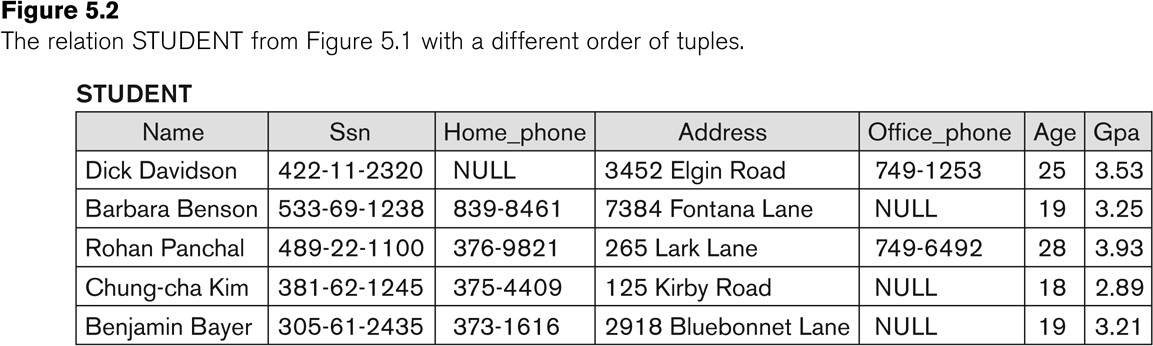 Figure 5.2
The relation STUDENT from Figure 5.1 with a different order of tuples.
STUDENT
Name Ssn Home_phone Address Office_phone Age Gpa
Dick Davidson 422-11-2320 NULL 3452 Elgin Road 749-1253 25 3.53
Barbara Benson 533-69-1238 839-8461 7384 Fontana Lane NULL 19 3.25
Rohan Panchal 489-22-1100 376-9821 265 Lark Lane 749-6492 28 3.93
Chung-cha Kim 381-62-1245 375-4409 125 Kirby Road NULL 18 2.89
Benjamin Bayer 305-61-2435 373-1616 2918 Bluebonnet Lane NULL 19 3.21